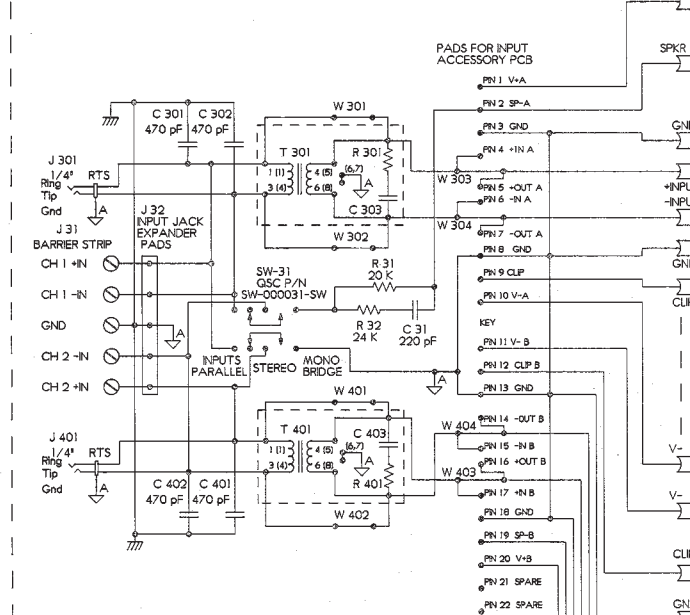 PADS FOR INPUT
ACCESSORY PCB
SPKR
PIN 1 V+A
PIN 2 SP-A
PIN 3 GND
GN
PIN 4 +IN A
W 303
PIN 5 +OUT A
+INPU
PIN 6 -IN A
-INPU
W 304
PIN 7 -OUT A
PIN 8 GND
GN
PIN 9 CLIP
CLI
PIN 10 V-A
KEY
PIN 11 V- B
PIN 12 CLIP B
PIN 13 GND
PIN 14 -OUT B
W 404
PIN 15 -IN B
V-
PIN 16 +OUT B
W 403
PIN 17 +IN B
V-
PIN 18 GND
PIN 19 SP-B
PIN 20 V+B
CLI
PIN 21 SPARE
PIN 22 SPARE
GN
W 301
C 301
470 pF
C 302
470 pF
T 301
1 (1)
3 (4)
4 (5)
6 (8)
(6,7)
A
R 301
C 303
W 302
J 301
1/4"
RTS
Ring
Tip
Gnd
A
J 31
BARRIER STRIP
J 32
INPUT JACK
EXPANDER
PADS
CH 1 +IN
CH 1 -IN
GND
A
CH 2 -IN
CH 2 +IN
SW-31
QSC P/N
SW-000031-SW
INPUTS
PARALLEL
STEREO
MONO
BRIDGE
R 31
20 K
R 32
24 K
C 31
220 pF
A
W 401
T 401
1 (1)
3 (4)
4 (5)
6 (8)
(6,7)
A
C 403
R 401
W 402
J 401
1/4"
RTS
Ring
Tip
Gnd
A
C 402
470 pF
C 401
470 pF